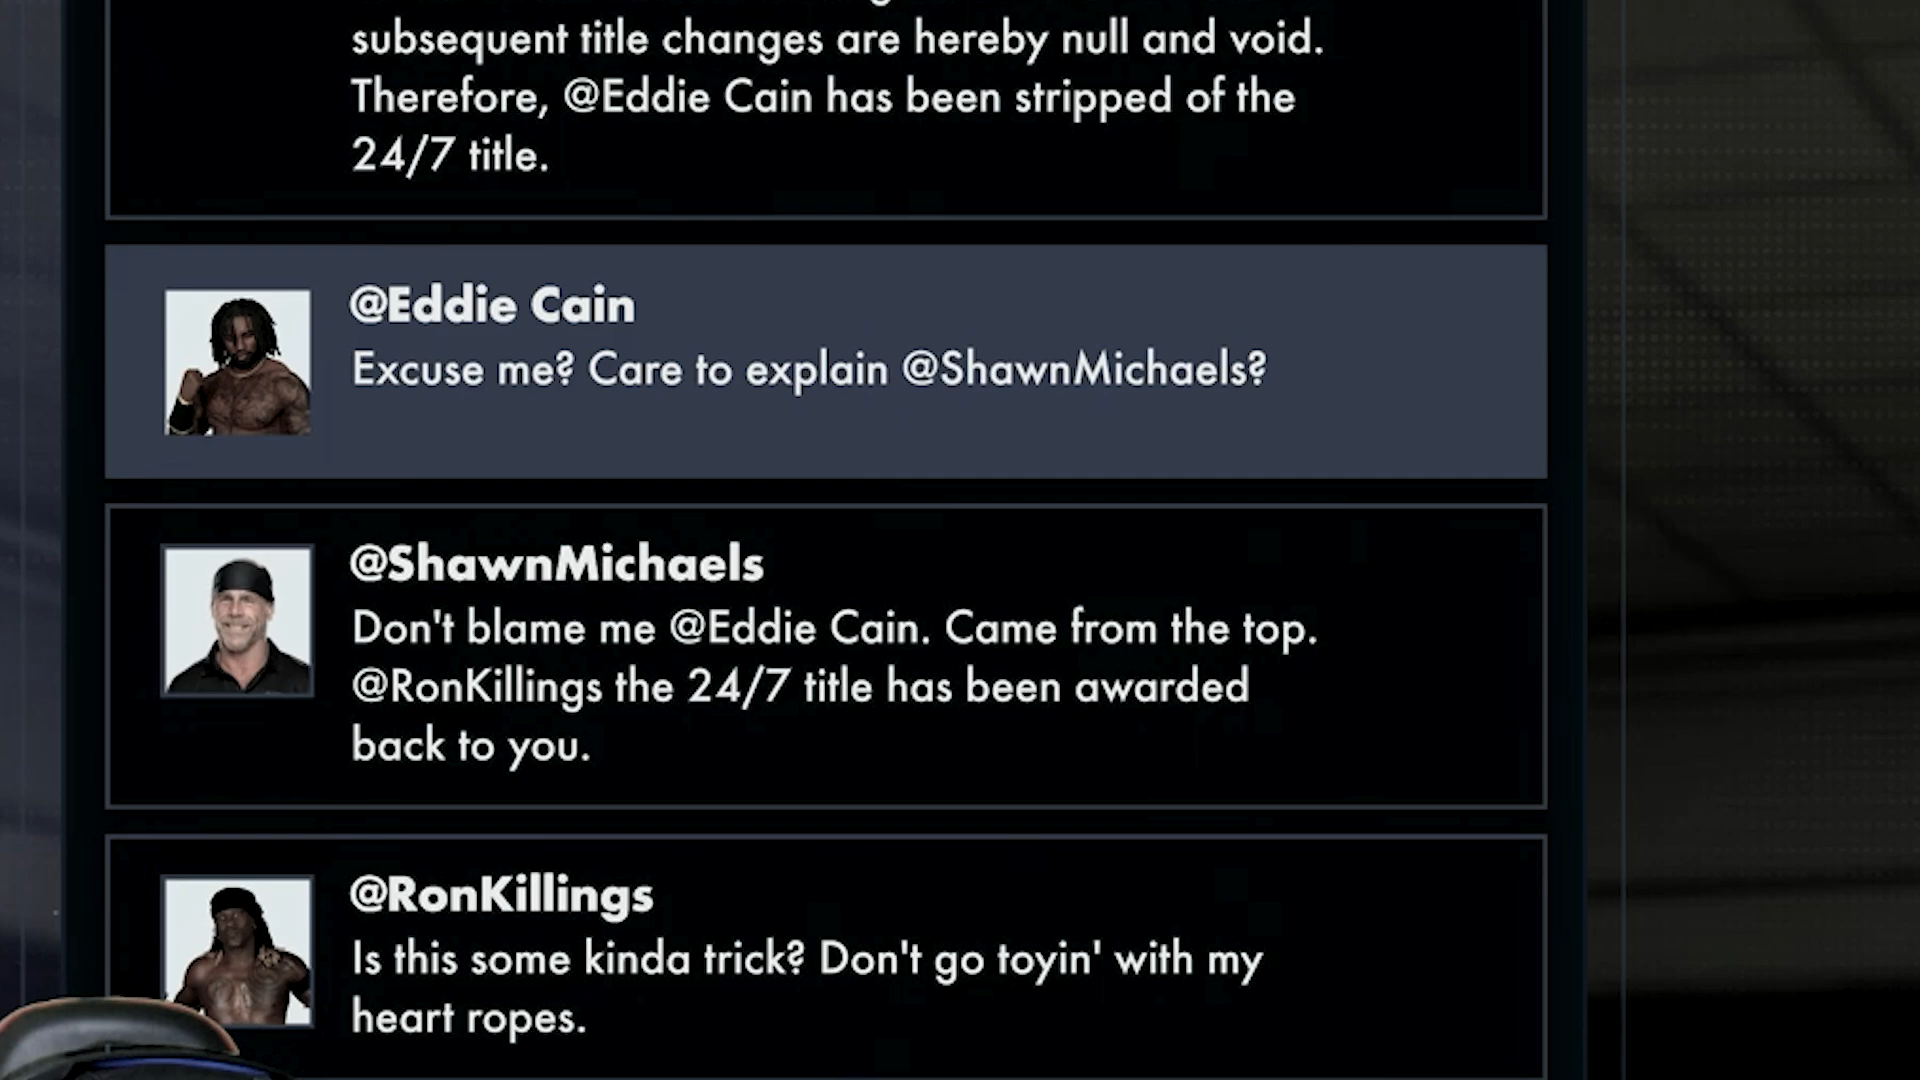 subsequent title changes are hereby null and void.
Therefore, @Eddie Cain has been stripped of the
24/7 title.
@Eddie Cain
Excuse me? Care to explain @ShawnMichaels?
@ShawnMichaels
Don't blame me @Eddie Cain. Came from the top.
@RonKillings the 24/7 title has been awarded
back to you.
@RonKillings
Is this some kinda trick? Don't go toyin' with my
heart ropes.